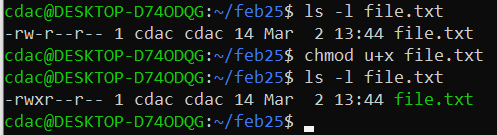 cdac@DESKTOP-D74ODQG:~/feb25$ ls -l file.txt
-rw-r--r-- 1 cdac cdac 14 Mar  2 13:44 file.txt
cdac@DESKTOP-D74ODQG:~/feb25$ chmod u+x file.txt
cdac@DESKTOP-D74ODQG:~/feb25$ ls -l file.txt
-rwxr--r-- 1 cdac cdac 14 Mar  2 13:44 file.txt
cdac@DESKTOP-D74ODQG:~/feb25$